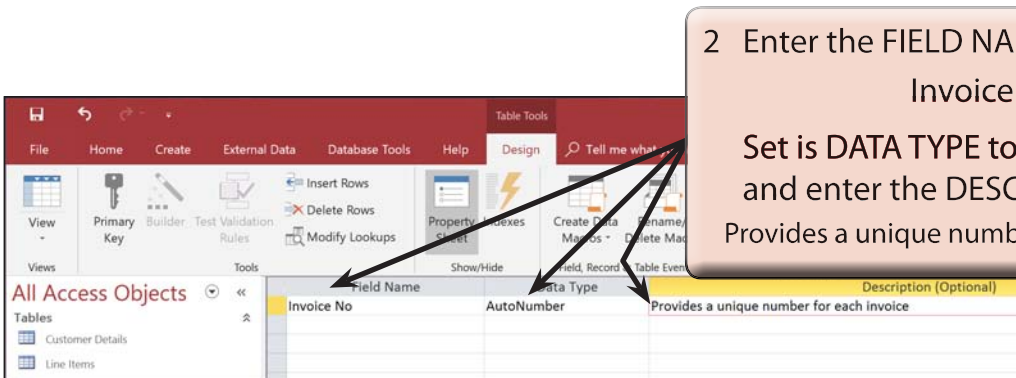 2 Enter the FIELD NA
Invoice
Set is DATA TYPE to
and enter the DESC
Provides a unique numb
Table Tools
File Home Create External Data Database Tools Help Design Tell me what
View
Primary Key
Builder
Test Validation Rules
Insert Rows
Delete Rows
Modify Lookups
Property Sheet
Indexes
Create Data Macros
Rename/ Delete Mac
Views Tools Show/Hide Field, Record Table Even
All Access Objects «
Tables
Customer Details
Line Items
Field Name Data Type Description (Optional)
Invoice No AutoNumber Provides a unique number for each invoice